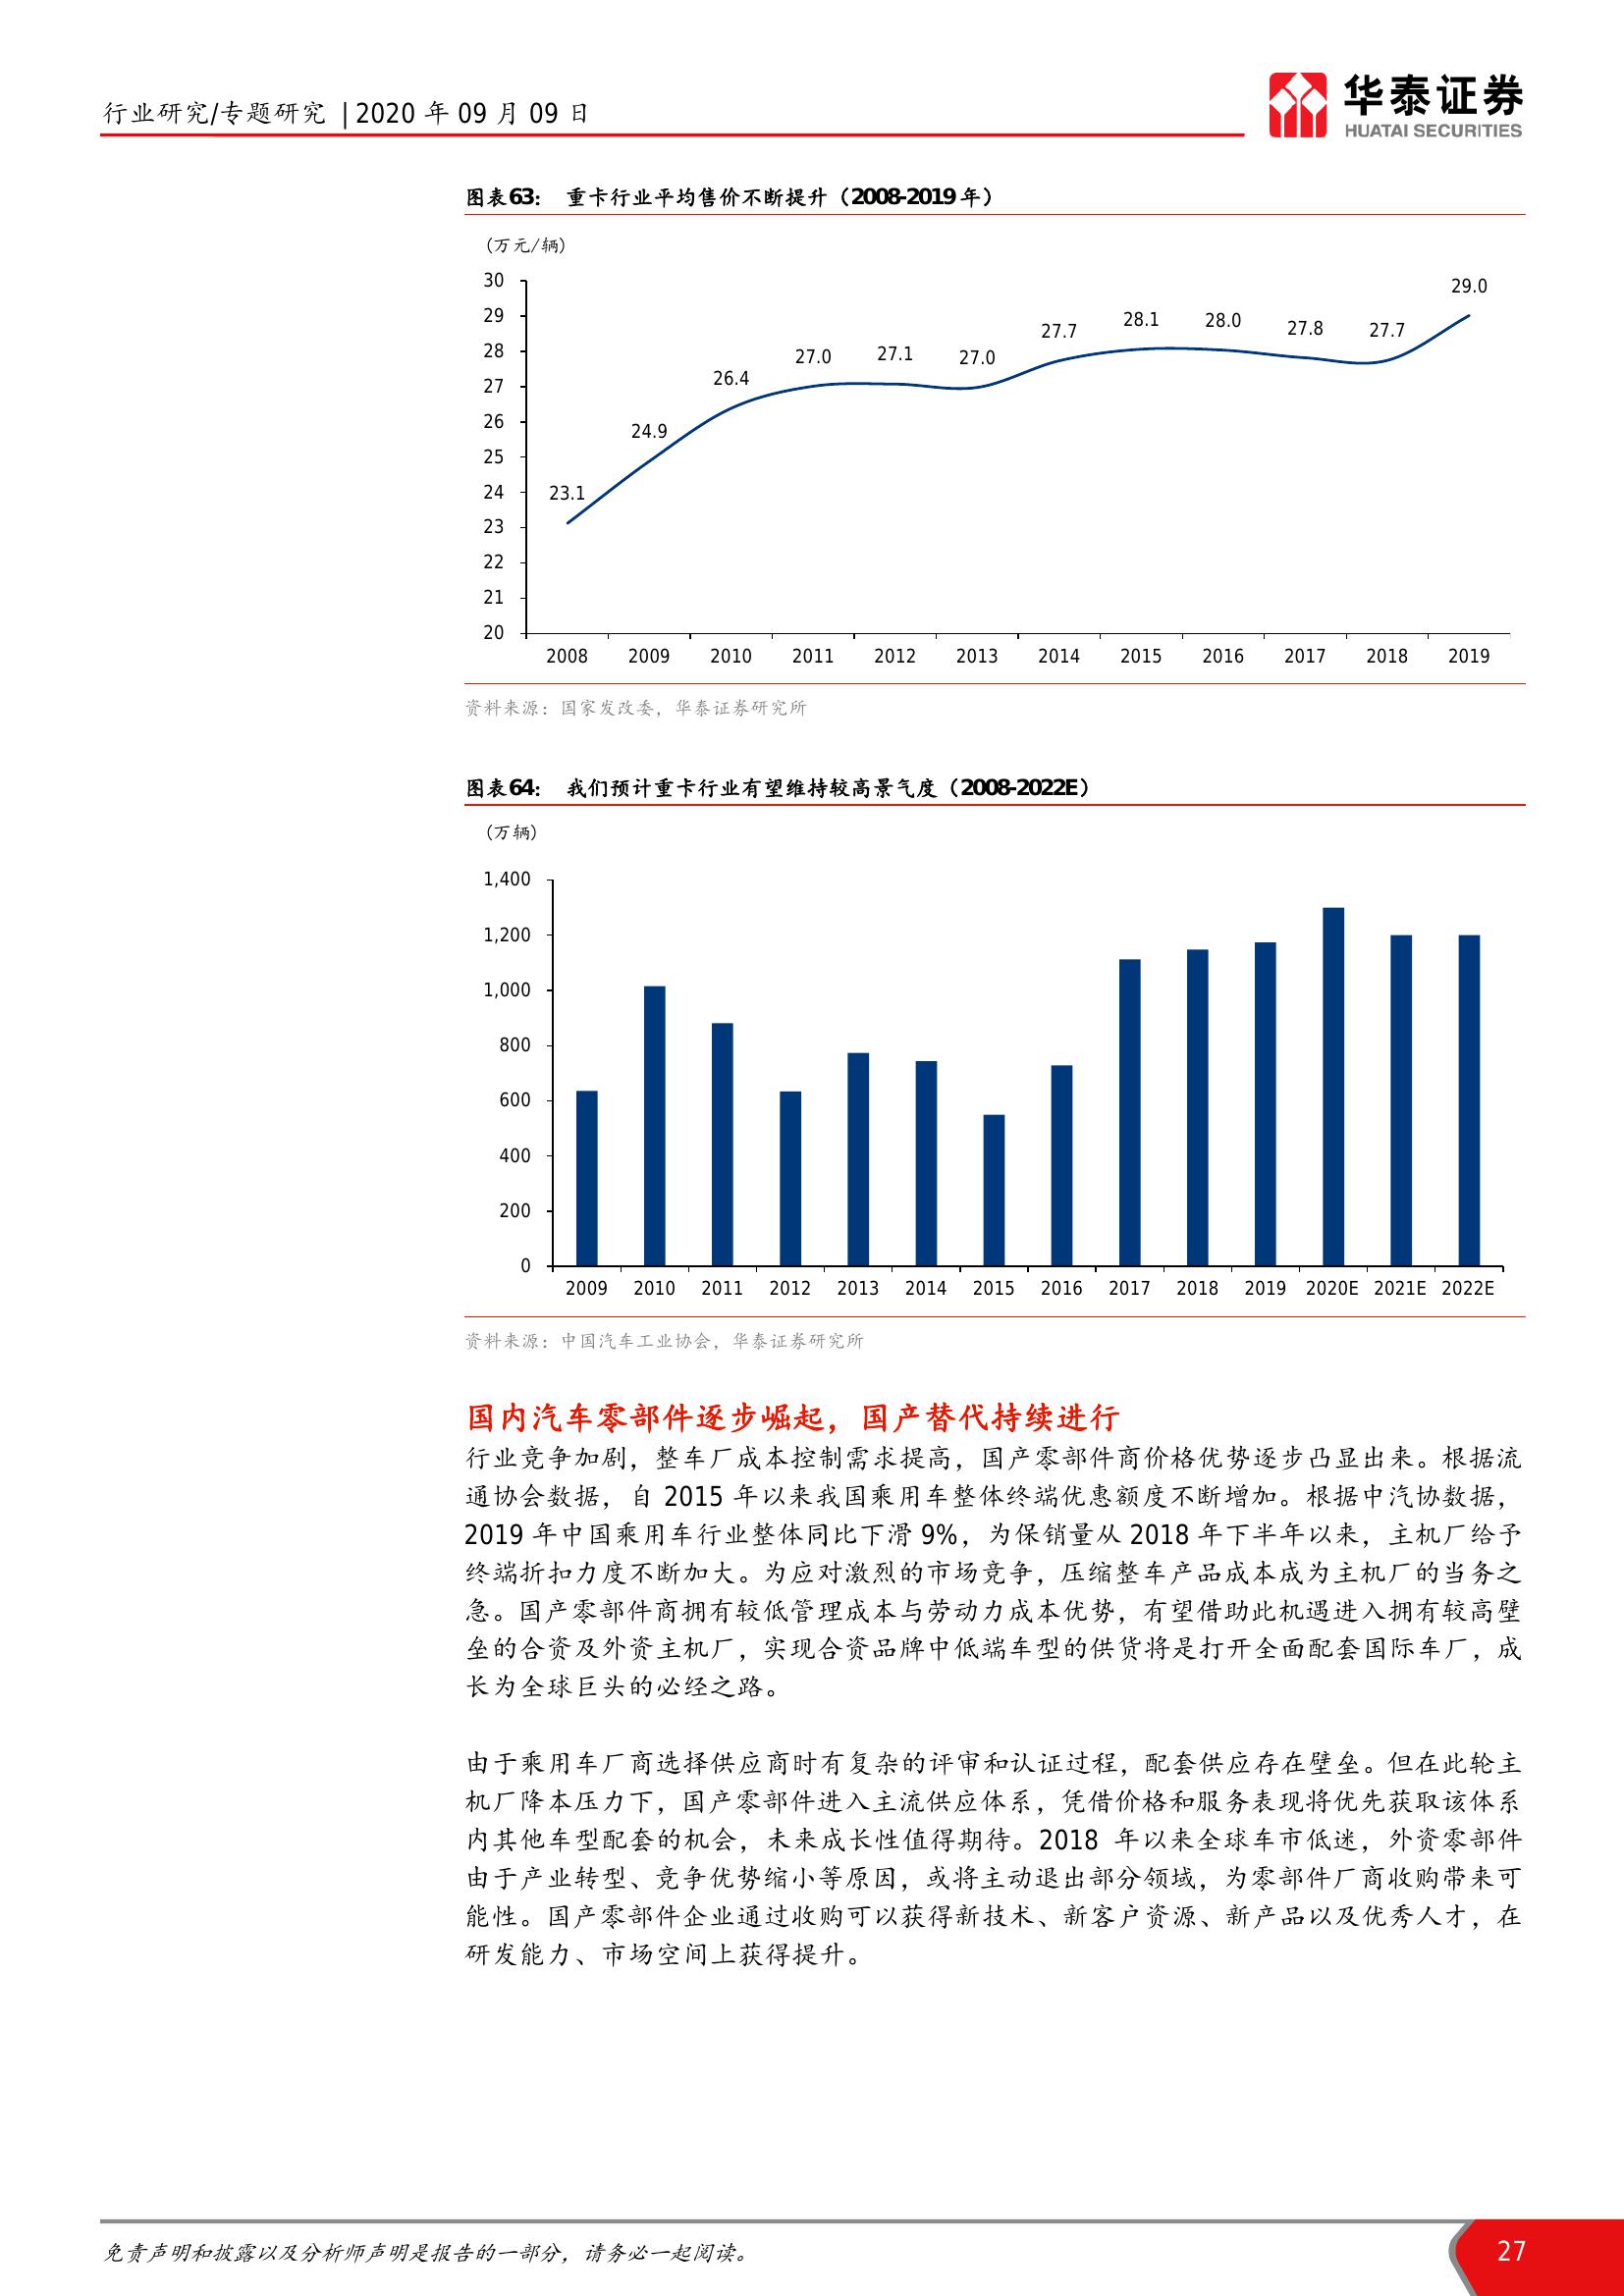 行业研究/专题研究 | 2020 年 09 月 09 日
华泰证券
HUATAI SECURITIES
图表63： 重卡行业平均售价不断提升（2008-2019 年）
(万元/辆)
30
29
28
27
26
25
24
23
22
21
20
23.1
24.9
26.4
27.0
27.1
27.0
27.7
28.1
28.0
27.8
27.7
29.0
2008 2009 2010 2011 2012 2013 2014 2015 2016 2017 2018 2019
资料来源：国家发改委，华泰证券研究所
图表64： 我们预计重卡行业有望维持较高景气度（2008-2022E）
(万辆)
1,400
1,200
1,000
800
600
400
200
0
2009 2010 2011 2012 2013 2014 2015 2016 2017 2018 2019 2020E 2021E 2022E
资料来源：中国汽车工业协会，华泰证券研究所
国内汽车零部件逐步崛起，国产替代持续进行
行业竞争加剧，整车厂成本控制需求提高，国产零部件商价格优势逐步凸显出来。根据流
通协会数据，自 2015 年以来我国乘用车整体终端优惠额度不断增加。根据中汽协数据，
2019 年中国乘用车行业整体同比下滑 9%，为保销量从 2018 年下半年以来，主机厂给予
终端折扣力度不断加大。为应对激烈的市场竞争，压缩整车产品成本成为主机厂的当务之
急。国产零部件商拥有较低管理成本与劳动力成本优势，有望借助此机遇进入拥有较高壁
垒的合资及外资主机厂，实现合资品牌中低端车型的供货将是打开全面配套国际车厂，成
长为全球巨头的必经之路。
由于乘用车厂商选择供应商时有复杂的评审和认证过程，配套供应存在壁垒。但在此轮主
机厂降本压力下，国产零部件进入主流供应体系，凭借价格和服务表现将优先获取该体系
内其他车型配套的机会，未来成长性值得期待。2018 年以来全球车市低迷，外资零部件
由于产业转型、竞争优势缩小等原因，或将主动退出部分领域，为零部件厂商收购带来可
能性。国产零部件企业通过收购可以获得新技术、新客户资源、新产品以及优秀人才，在
研发能力、市场空间上获得提升。
免责声明和披露以及分析师声明是报告的一部分，请务必一起阅读。
27